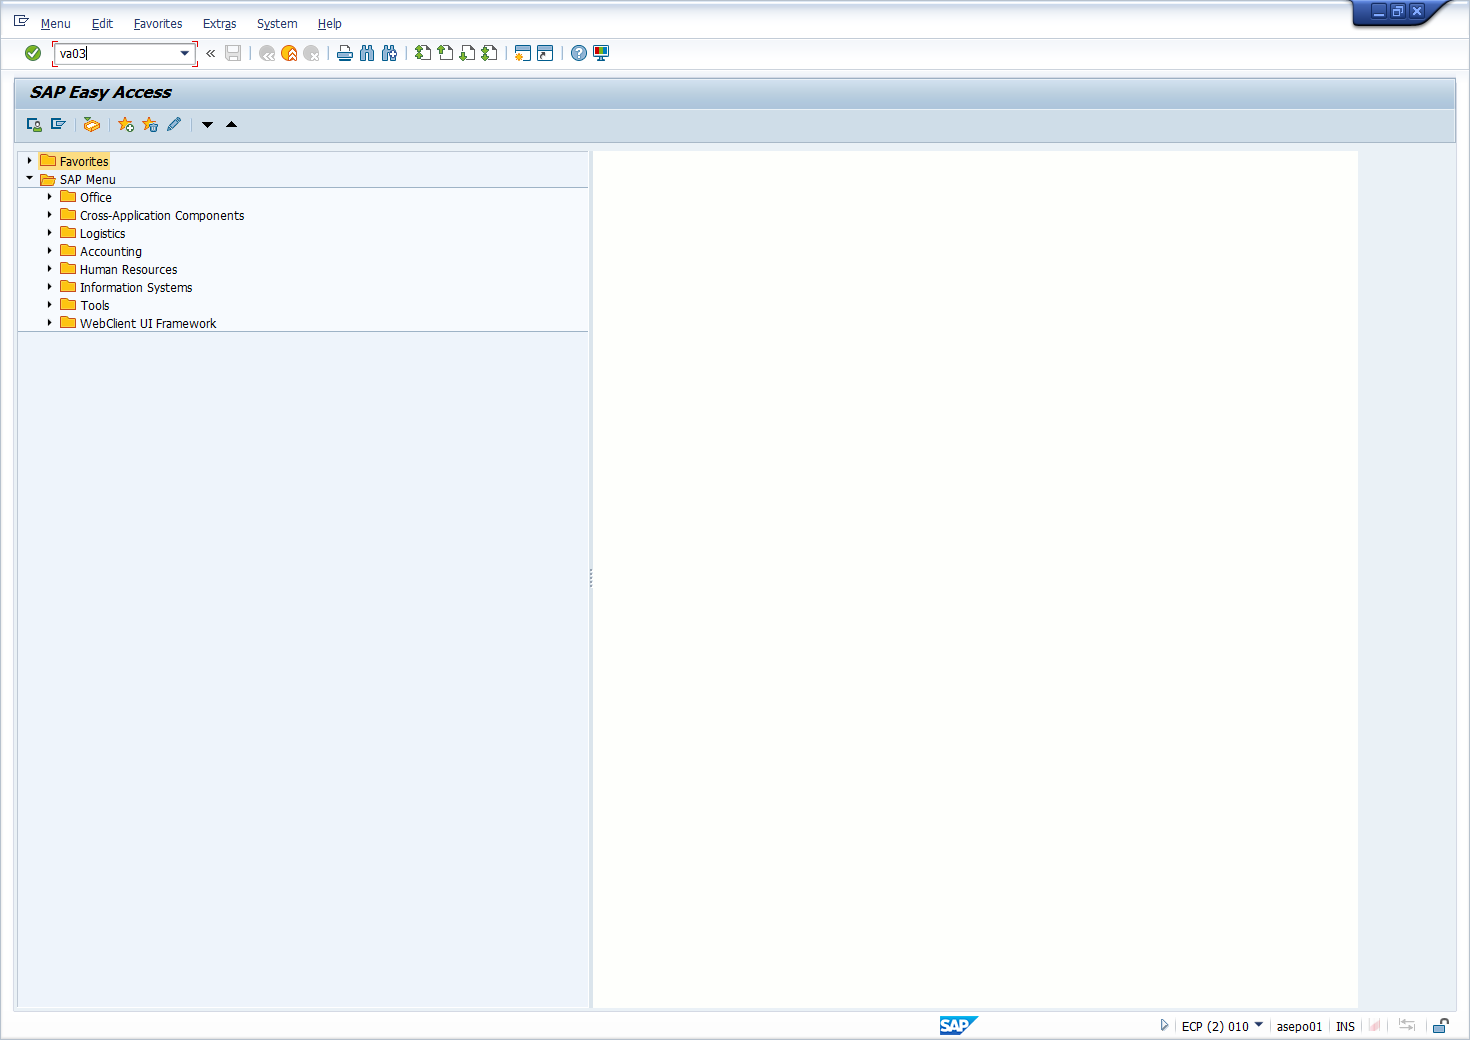 Menu Edit Favorites Extras System Help
va03
SAP Easy Access
Favorites
SAP Menu
Office
Cross-Application Components
Logistics
Accounting
Human Resources
Information Systems
Tools
WebClient UI Framework
SAP ECP (2) 010 asepo01 INS